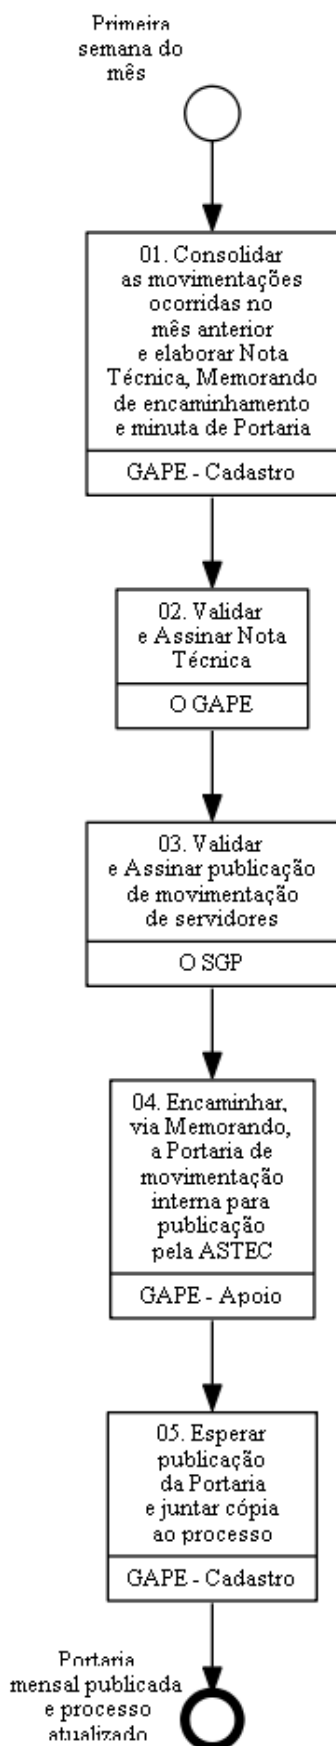 Primeira
semana do
mês
01. Consolidar
as movimentações
ocorridas no
mês anterior
e elaborar Nota
Técnica, Memorando
de encaminhamento
e minuta de Portaria
GAPE - Cadastro
02. Validar
e Assinar Nota
Técnica
O GAPE
03. Validar
e Assinar publicação
de movimentação
de servidores
O SGP
04. Encaminhar,
via Memorando,
a Portaria de
movimentação
interna para
publicação
pela ASTEC
GAPE - Apoio
05. Esperar
publicação
da Portaria
e juntar cópia
ao processo
GAPE - Cadastro
Portaria
mensal publicada
e processo
atualizado